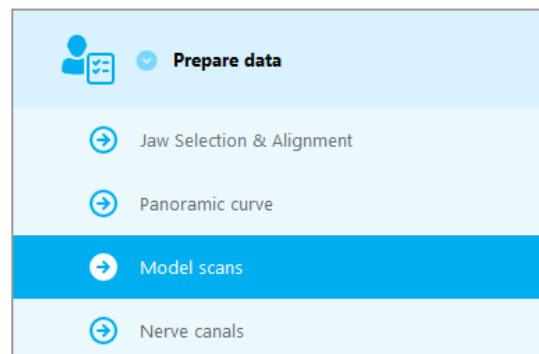 Prepare data
Jaw Selection & Alignment
Panoramic curve
Model scans
Nerve canals